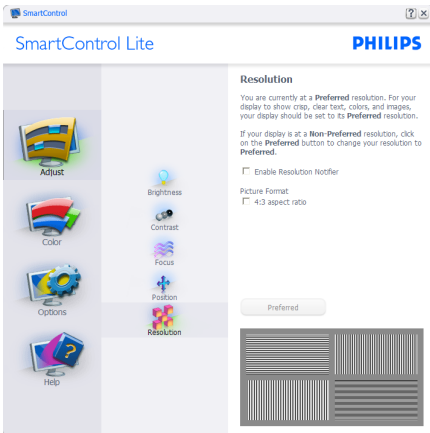 SmartControl
? ×
SmartControl Lite
PHILIPS
Adjust
Color
Options
Help
Brightness
Contrast
Focus
Position
Resolution
Resolution
You are currently at a Preferred resolution. For your
display to show crisp, clear text, colors, and images,
your display should be set to its Preferred resolution.
If your display is at a Non-Preferred resolution, click
on the Preferred button to change your resolution to
Preferred.
Enable Resolution Notifier
Picture Format
4:3 aspect ratio
Preferred